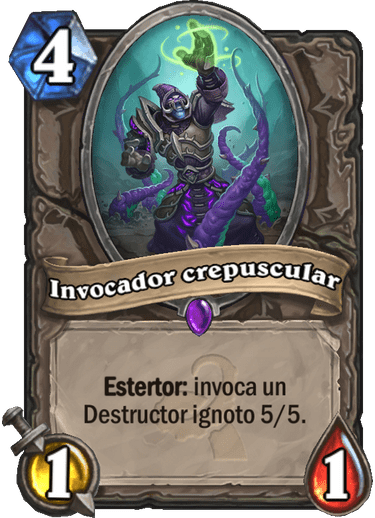 4
Invocador crepuscular
Estertor: invoca un
Destructor ignoto 5/5.
1
1